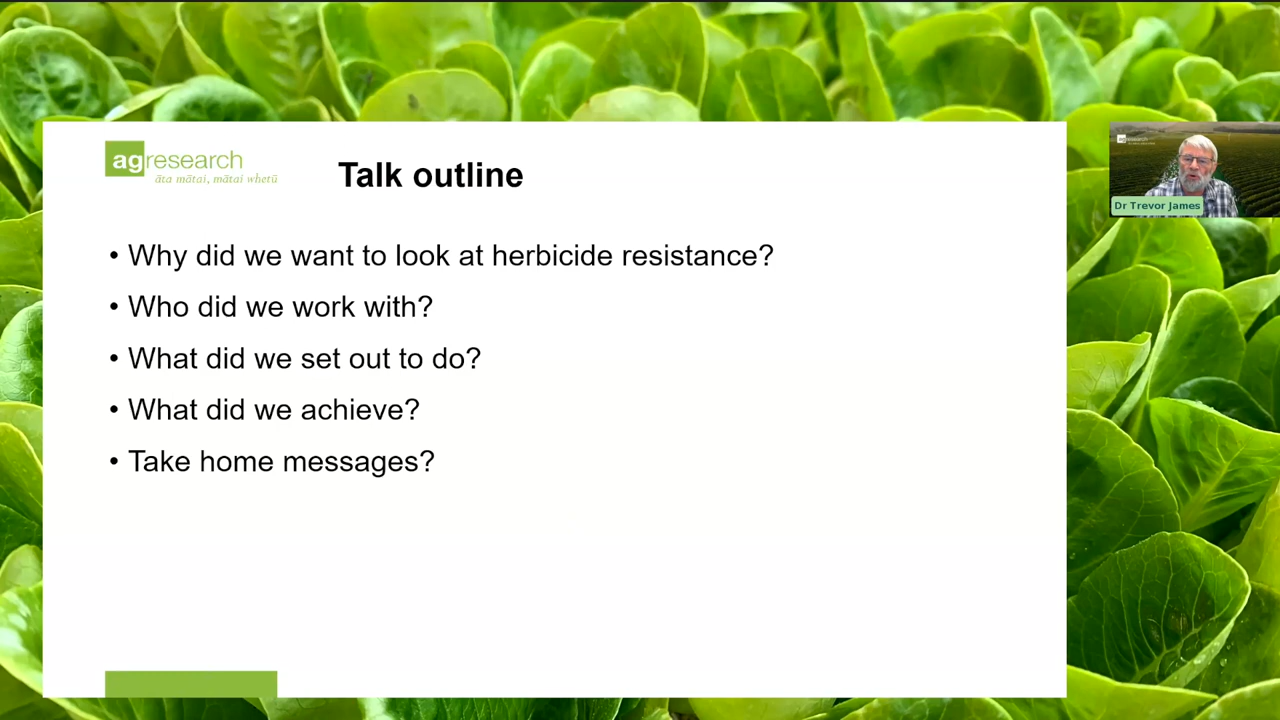 agresearch
āta mātai, mātai whetū
Talk outline
• Why did we want to look at herbicide resistance?
• Who did we work with?
• What did we set out to do?
• What did we achieve?
• Take home messages?
Dr Trevor James